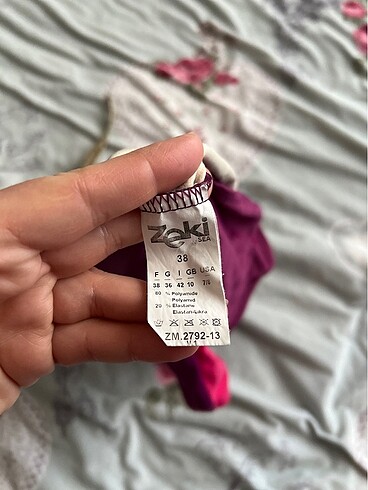 Zeki
SEA
38
F G I GB USA
38 36 42 10 7/8
80 % Polyamide
Polyamid
20 % Elastane
Elastan-Lykra
ZM.2792-13